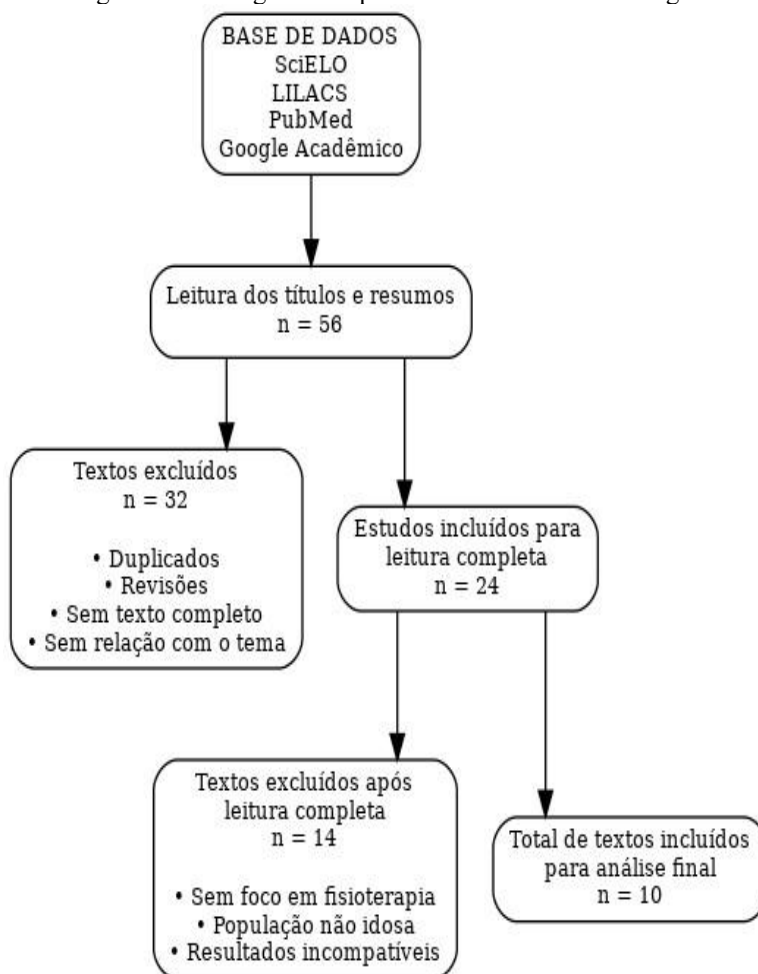 BASE DE DADOS
SciELO
LILACS
PubMed
Google Acadêmico
Leitura dos títulos e resumos
n = 56
Textos excluídos
n = 32
• Duplicados
• Revisões
• Sem texto completo
• Sem relação com o tema
Estudos incluídos para
leitura completa
n = 24
Textos excluídos após
leitura completa
n = 14
• Sem foco em fisioterapia
• População não idosa
• Resultados incompatíveis
Total de textos incluídos
para análise final
n = 10